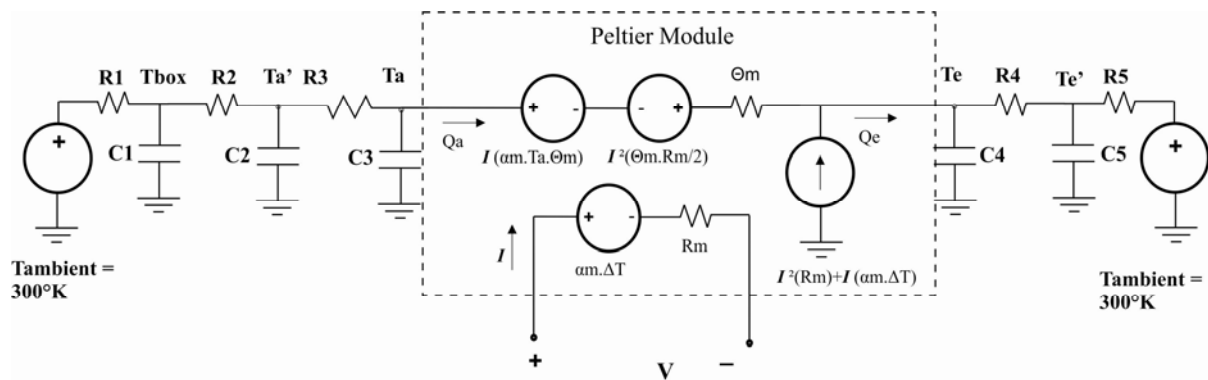 Peltier Module
R1 Tbox R2 Ta' R3 Ta Θm Te R4 Te' R5
+ + - - + +
C1 C2 C3 Qa I (αm.Ta.Θm) I ²(Θm.Rm/2) Qe C4 C5
+ - Rm
I αm.ΔT I ²(Rm)+I (αm.ΔT)
Tambient = Tambient =
300°K 300°K
+ V −